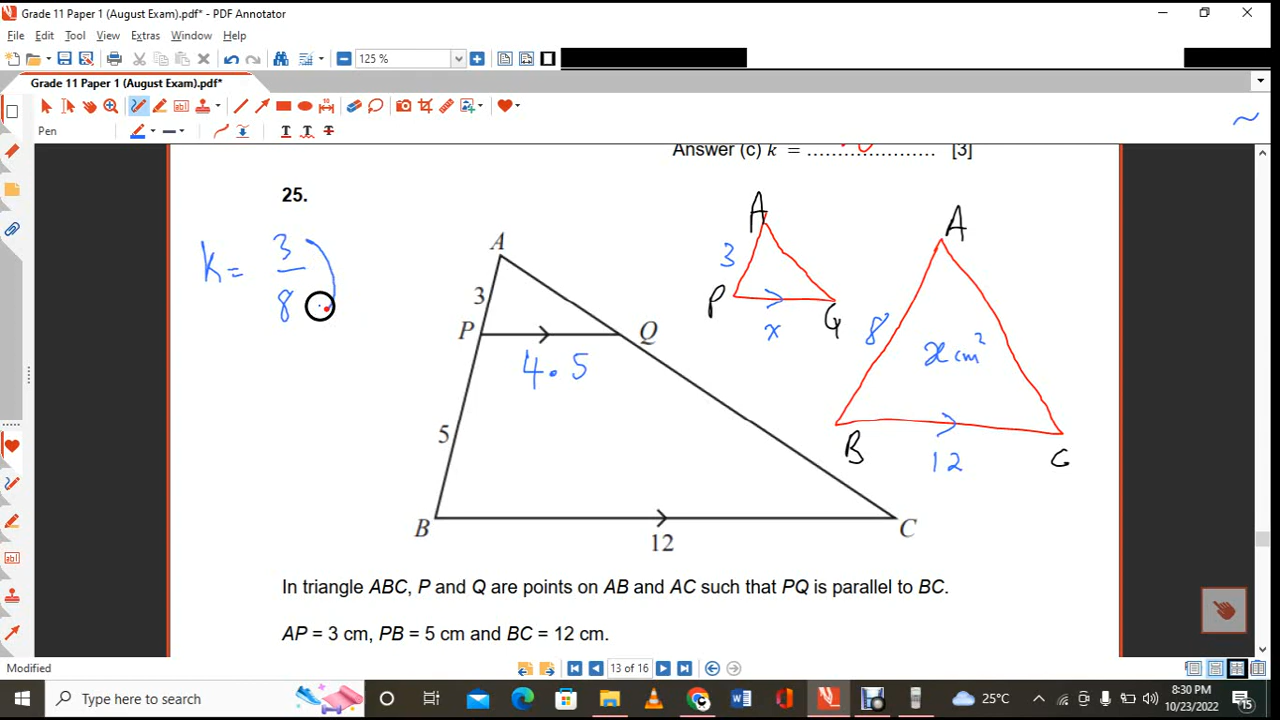 Grade 11 Paper 1 (August Exam).pdf* - PDF Annotator
File Edit Tool View Extras Window Help
125 %
Grade 11 Paper 1 (August Exam).pdf*
Pen
Answer (c) k = ........................ [3]
25.
k = 3
8
A
3
P
Q
4.5
5
B
12
C
A
3
P
x
Q
A
8
x cm²
B
12
C
In triangle ABC, P and Q are points on AB and AC such that PQ is parallel to BC.
AP = 3 cm, PB = 5 cm and BC = 12 cm.
Modified
13 of 16
Type here to search
25°C
8:30 PM
10/23/2022
15